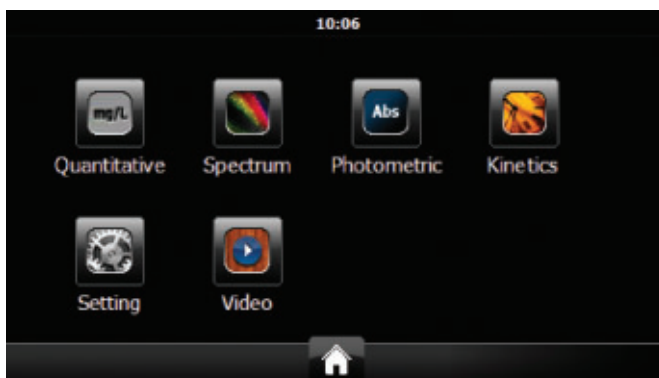 10:06
mg/L Abs
Quantitative Spectrum Photometric Kinetics
Setting Video